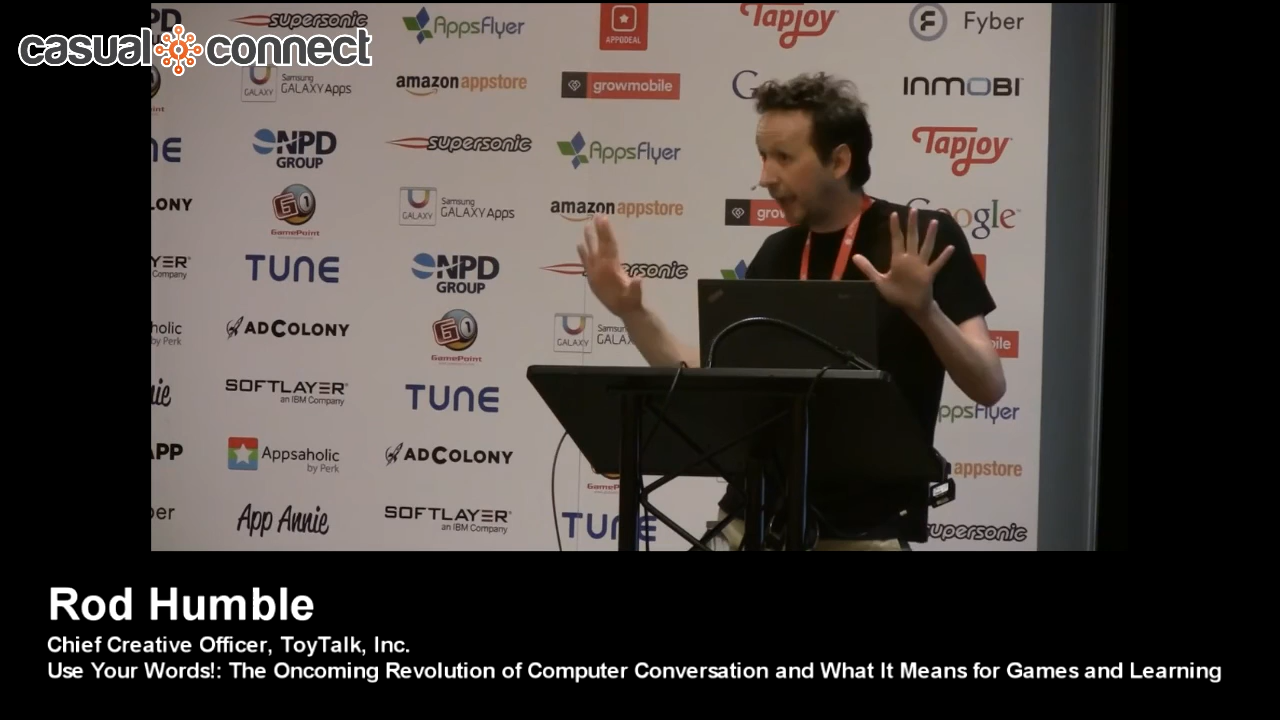 casual connect
supersonic
AppsFlyer
APPODEAL
Tapjoy
Fyber
Samsung
GALAXY Apps
GALAXY
amazon appstore
growmobile
INMOBI
NPD
GROUP
supersonic
AppsFlyer
Tapjoy
GamePoint
Samsung
GALAXY Apps
GALAXY
amazon appstore
Google
TUNE
NPD
GROUP
ADCOLONY
GamePoint
GALAXY
SOFTLAYER
an IBM Company
TUNE
Appsaholic
by Perk
ADCOLONY
appstore
App Annie
SOFTLAYER
an IBM Company
TUNE
Rod Humble
Chief Creative Officer, ToyTalk, Inc.
Use Your Words!: The Oncoming Revolution of Computer Conversation and What It Means for Games and Learning